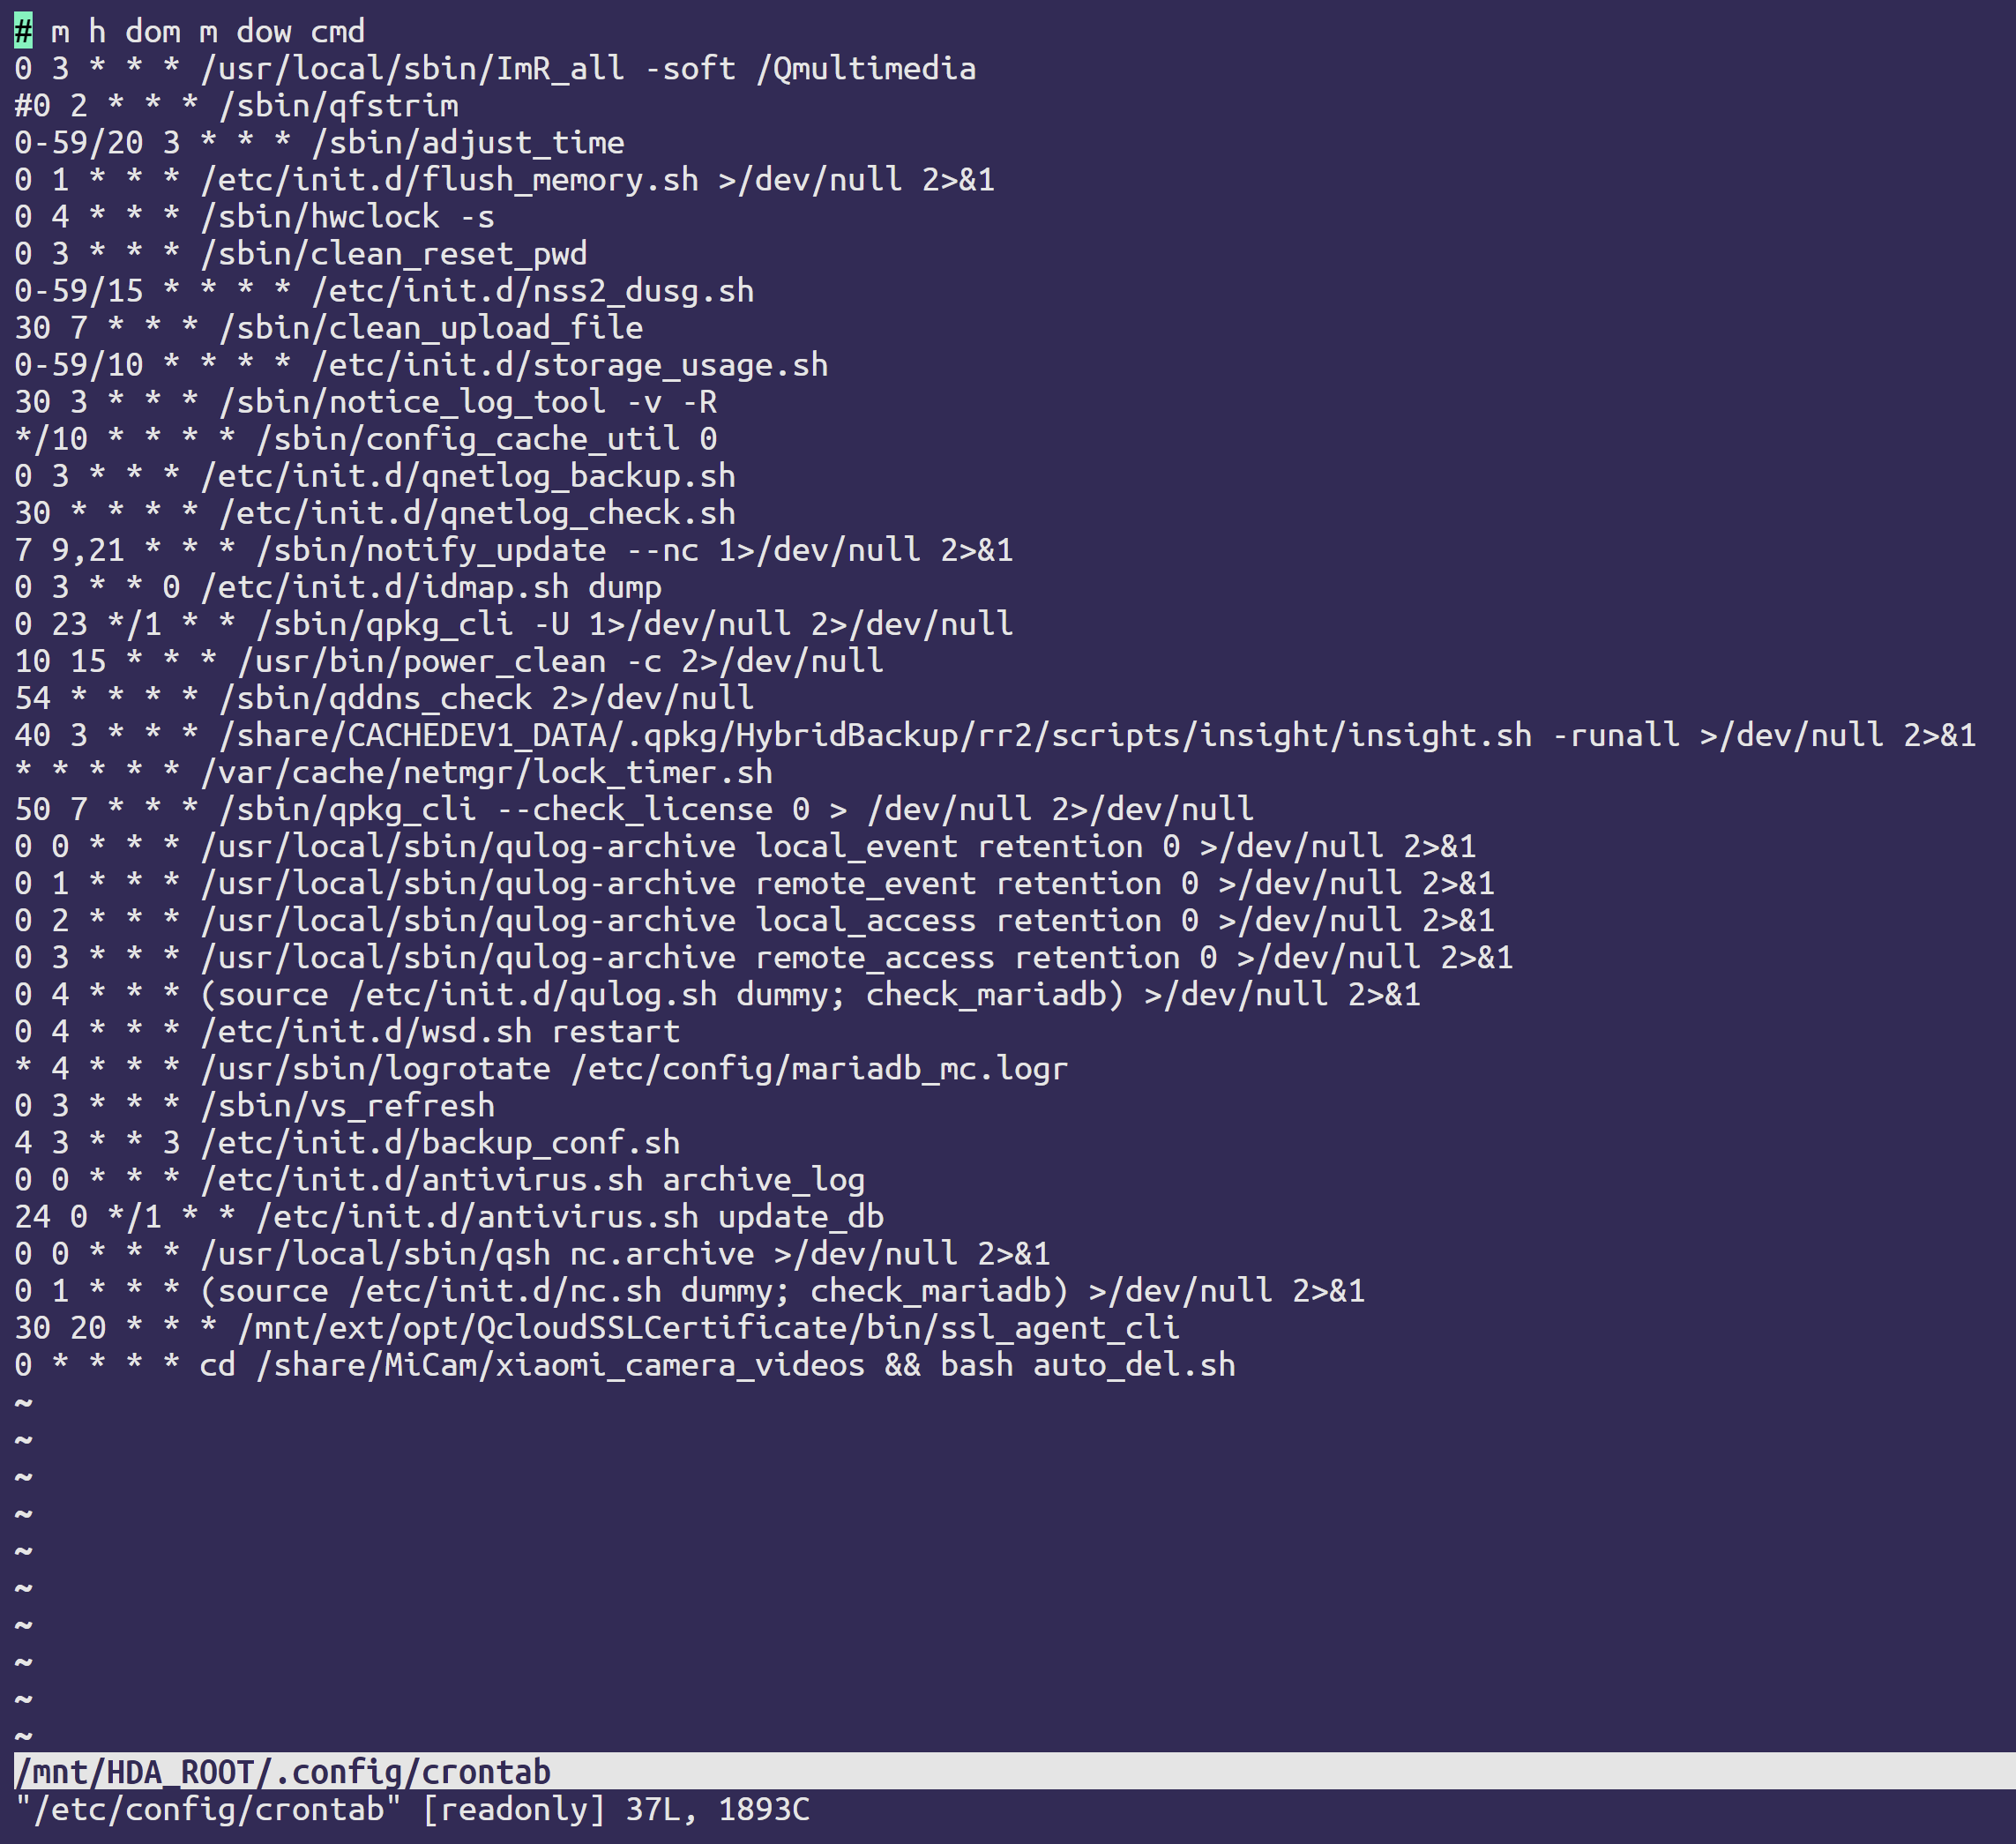 # m h dom m dow cmd
0 3 * * * /usr/local/sbin/ImR_all -soft /Qmultimedia
#0 2 * * * /sbin/qfstrim
0-59/20 3 * * * /sbin/adjust_time
0 1 * * * /etc/init.d/flush_memory.sh >/dev/null 2>&1
0 4 * * * /sbin/hwclock -s
0 3 * * * /sbin/clean_reset_pwd
0-59/15 * * * * /etc/init.d/nss2_dusg.sh
30 7 * * * /sbin/clean_upload_file
0-59/10 * * * * /etc/init.d/storage_usage.sh
30 3 * * * /sbin/notice_log_tool -v -R
*/10 * * * * /sbin/config_cache_util 0
0 3 * * * /etc/init.d/qnetlog_backup.sh
30 * * * * /etc/init.d/qnetlog_check.sh
7 9,21 * * * /sbin/notify_update --nc 1>/dev/null 2>&1
0 3 * * 0 /etc/init.d/idmap.sh dump
0 23 */1 * * /sbin/qpkg_cli -U 1>/dev/null 2>/dev/null
10 15 * * * /usr/bin/power_clean -c 2>/dev/null
54 * * * * /sbin/qddns_check 2>/dev/null
40 3 * * * /share/CACHEDEV1_DATA/.qpkg/HybridBackup/rr2/scripts/insight/insight.sh -runall >/dev/null 2>&1
* * * * * /var/cache/netmgr/lock_timer.sh
50 7 * * * /sbin/qpkg_cli --check_license 0 > /dev/null 2>/dev/null
0 0 * * * /usr/local/sbin/qulog-archive local_event retention 0 >/dev/null 2>&1
0 1 * * * /usr/local/sbin/qulog-archive remote_event retention 0 >/dev/null 2>&1
0 2 * * * /usr/local/sbin/qulog-archive local_access retention 0 >/dev/null 2>&1
0 3 * * * /usr/local/sbin/qulog-archive remote_access retention 0 >/dev/null 2>&1
0 4 * * * (source /etc/init.d/qulog.sh dummy; check_mariadb) >/dev/null 2>&1
0 4 * * * /etc/init.d/wsd.sh restart
* 4 * * * /usr/sbin/logrotate /etc/config/mariadb_mc.logr
0 3 * * * /sbin/vs_refresh
4 3 * * 3 /etc/init.d/backup_conf.sh
0 0 * * * /etc/init.d/antivirus.sh archive_log
24 0 */1 * * /etc/init.d/antivirus.sh update_db
0 0 * * * /usr/local/sbin/qsh nc.archive >/dev/null 2>&1
0 1 * * * (source /etc/init.d/nc.sh dummy; check_mariadb) >/dev/null 2>&1
30 20 * * * /mnt/ext/opt/QcloudSSLCertificate/bin/ssl_agent_cli
0 * * * * cd /share/MiCam/xiaomi_camera_videos && bash auto_del.sh
~
~
~
~
~
~
~
~
~
~
/mnt/HDA_ROOT/.config/crontab
"/etc/config/crontab" [readonly] 37L, 1893C